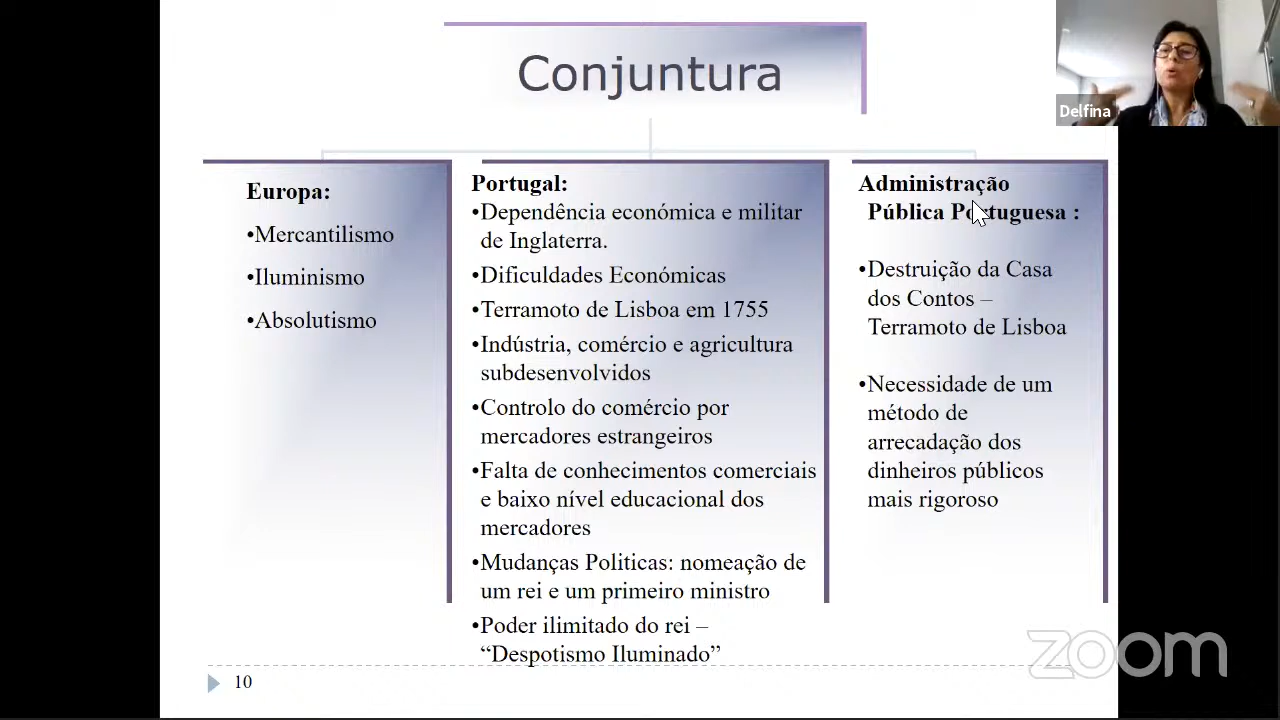 Conjuntura
Delfina
Europa:
•Mercantilismo
•Iluminismo
•Absolutismo
Portugal:
•Dependência económica e militar
de Inglaterra.
•Dificuldades Económicas
•Terramoto de Lisboa em 1755
•Indústria, comércio e agricultura
subdesenvolvidos
•Controlo do comércio por
mercadores estrangeiros
•Falta de conhecimentos comerciais
e baixo nível educacional dos
mercadores
•Mudanças Politicas: nomeação de
um rei e um primeiro ministro
•Poder ilimitado do rei –
“Despotismo Iluminado”
Administração
Pública Portuguesa :
•Destruição da Casa
dos Contos –
Terramoto de Lisboa
•Necessidade de um
método de
arrecadação dos
dinheiros públicos
mais rigoroso
zoom
10